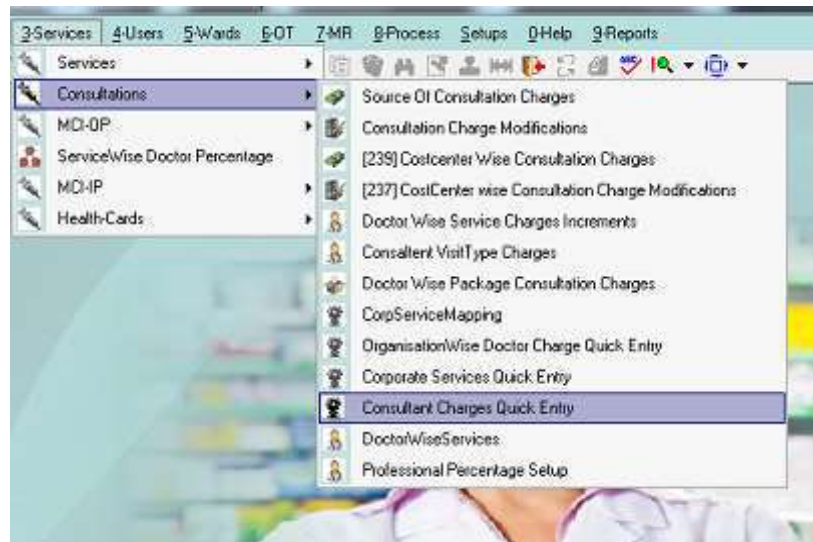 3-Services 4-Users 5-Wards 6-OT 7-MR 8-Process Setups 0-Help 9-Reports
Services
Consultations
MCI-OP
ServiceWise Doctor Percentage
MCI-IP
Health-Cards
Source Of Consultation Charges
Consultation Charge Modifications
[239] Costcenter Wise Consultation Charges
[237] CostCenter wise Consultation Charge Modifications
Doctor Wise Service Charges Increments
Consaltent VisitType Charges
Doctor Wise Package Consultation Charges
CorpServiceMapping
OrganisationWise Doctor Charge Quick Entry
Corporate Services Quick Entry
Consultant Charges Quick Entry
DoctorWiseServices
Professional Percentage Setup